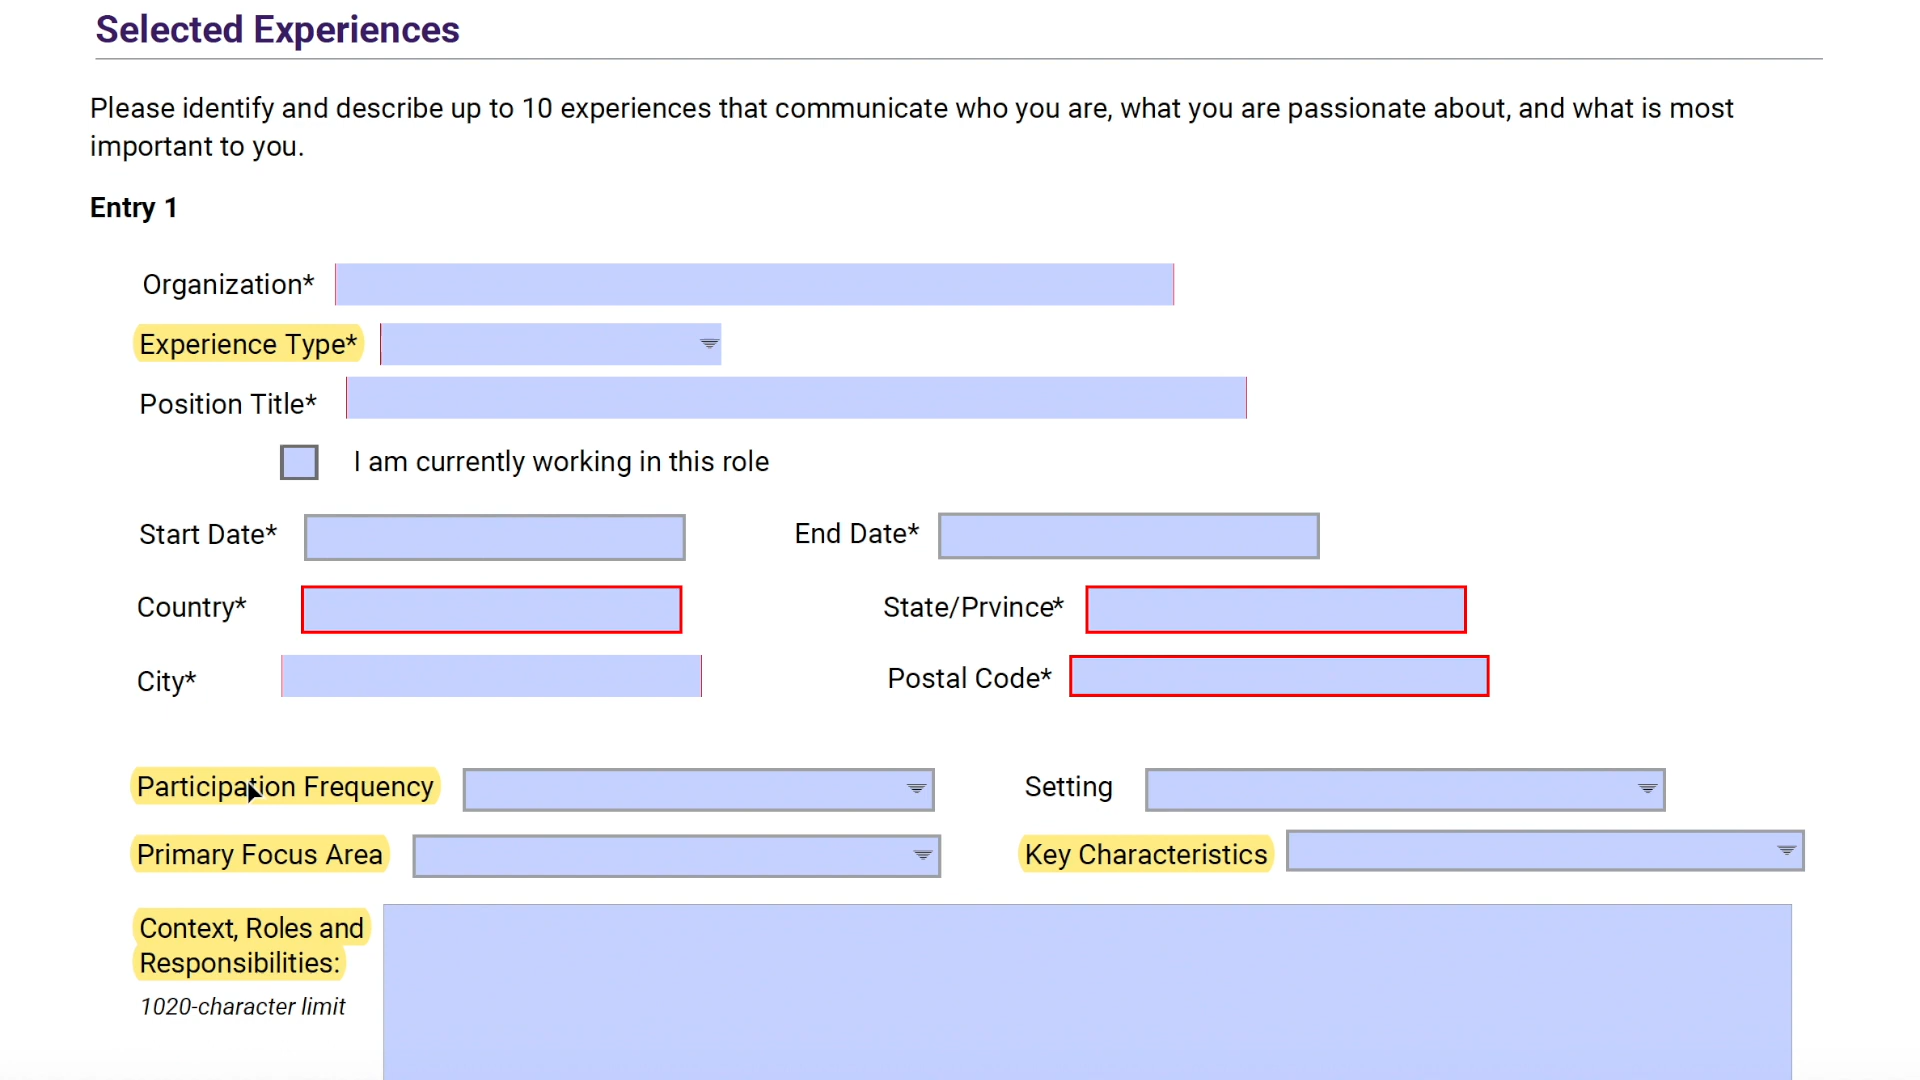 Selected Experiences
Please identify and describe up to 10 experiences that communicate who you are, what you are passionate about, and what is most
important to you.
Entry 1
Organization*
Experience Type*
Position Title*
I am currently working in this role
Start Date*
End Date*
Country*
State/Prvince*
City*
Postal Code*
Participation Frequency
Setting
Primary Focus Area
Key Characteristics
Context, Roles and
Responsibilities:
1020-character limit